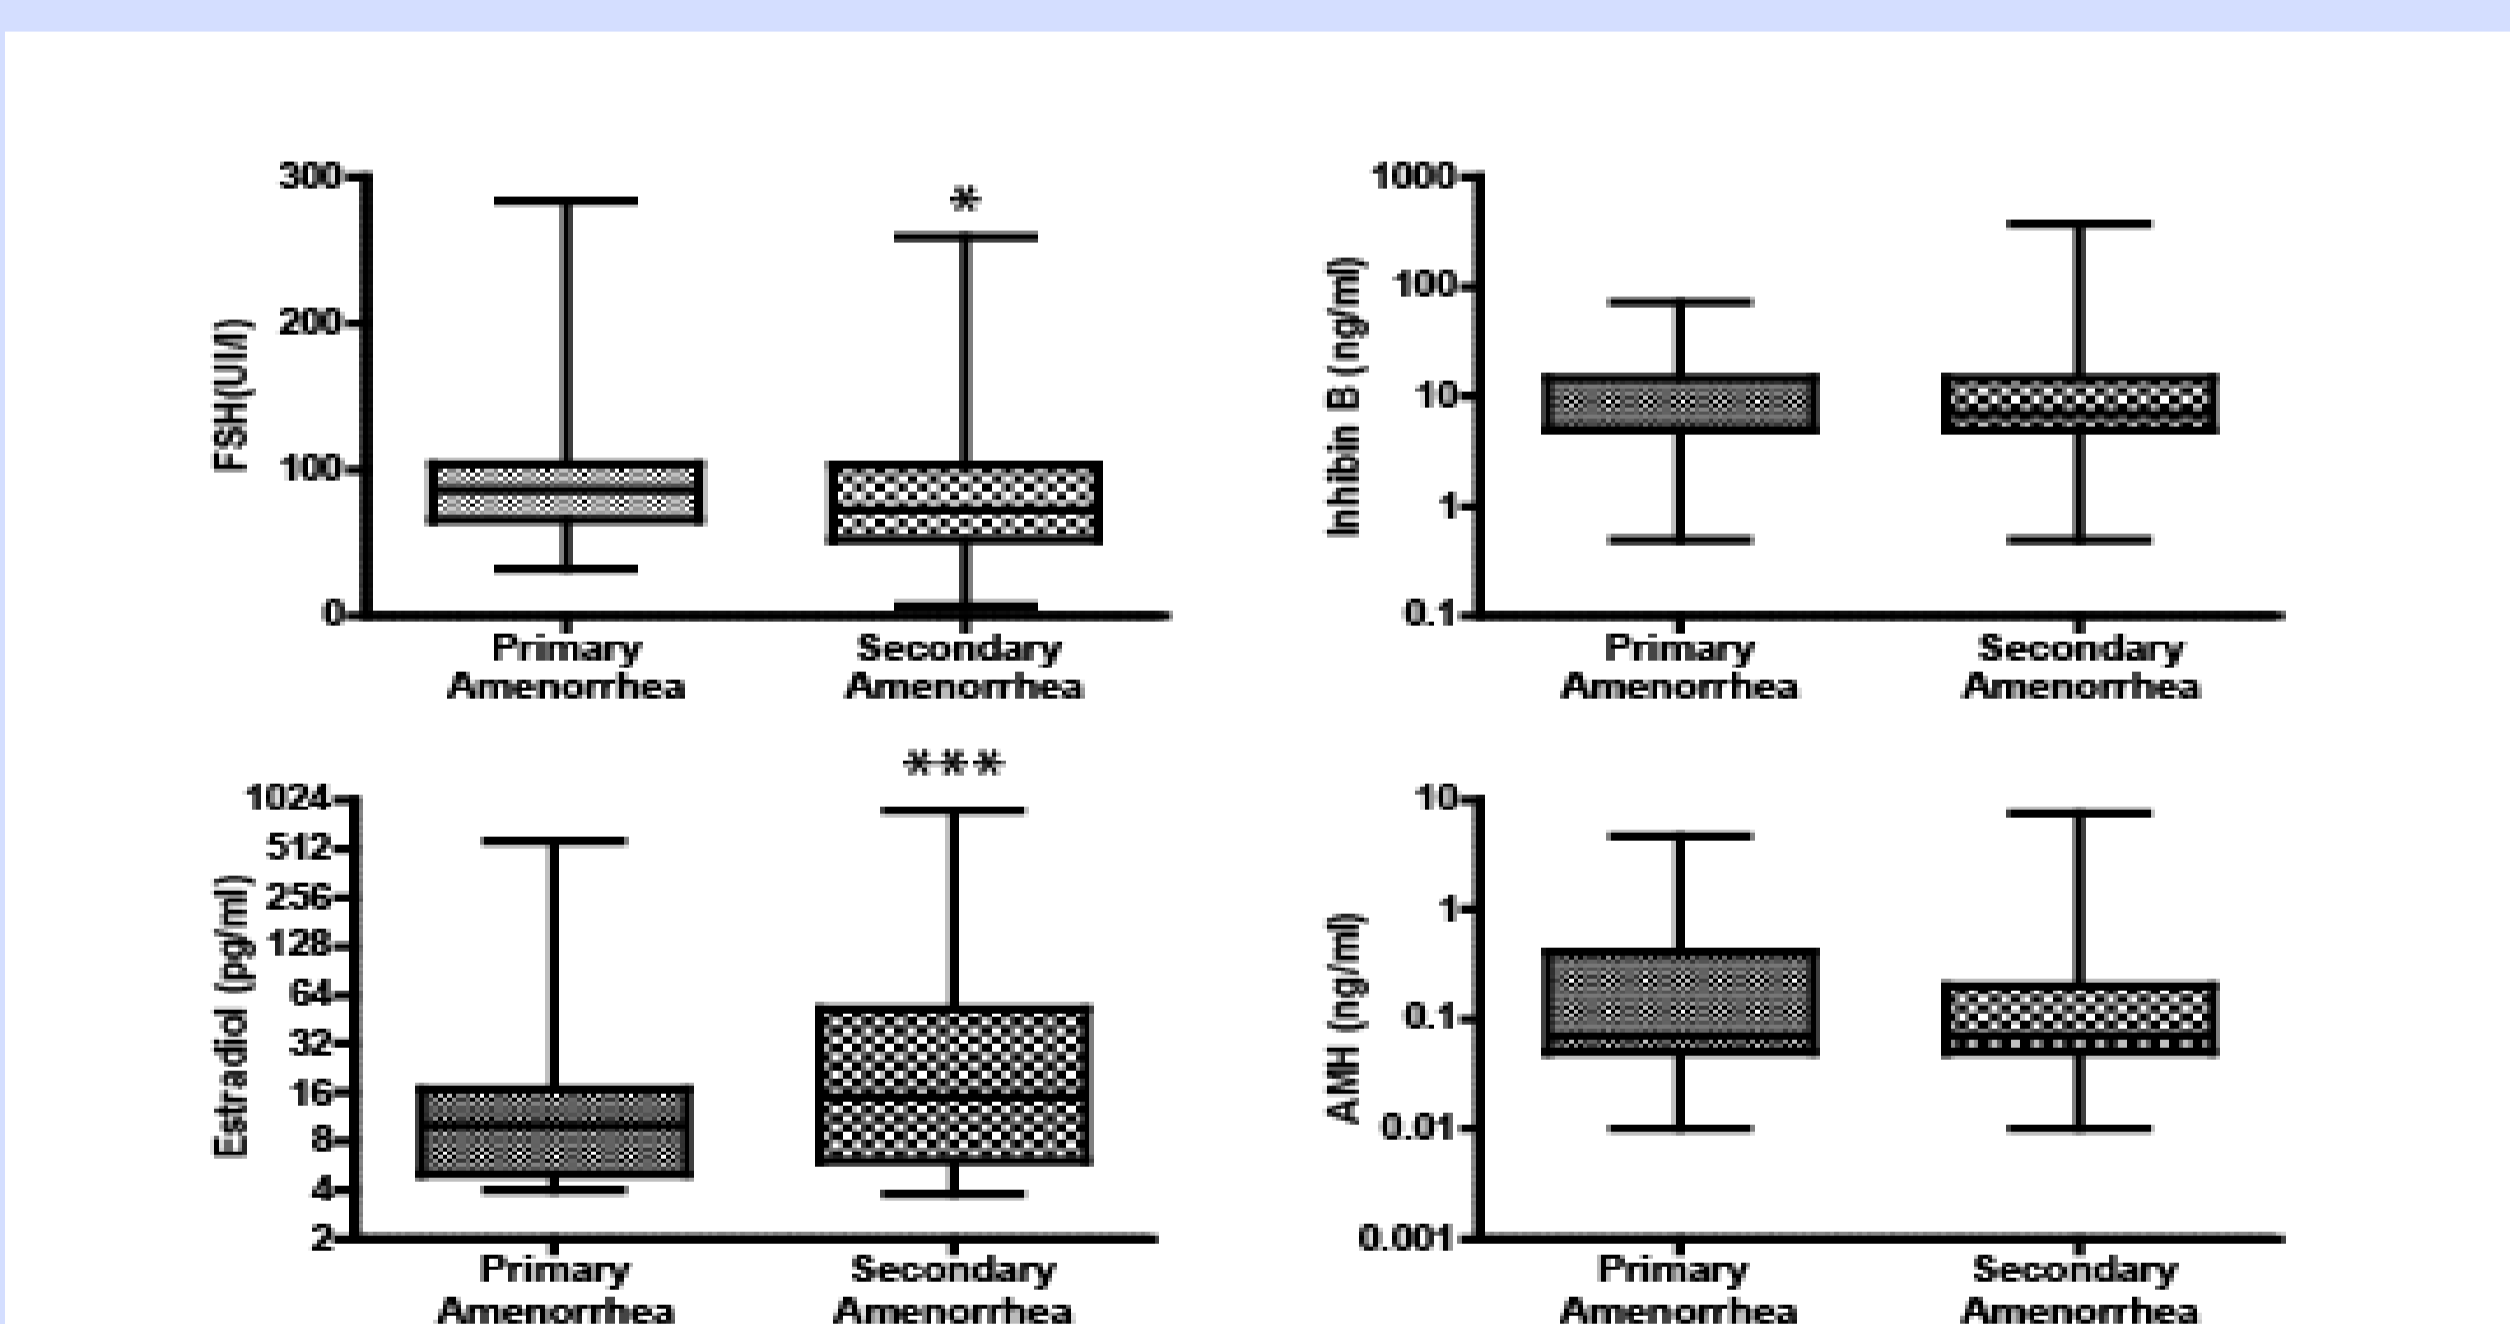 300
200
100
0
FSH(UI/l)
*
Primary
Amenorrhea
Secondary
Amenorrhea
1000
100
10
1
0.1
Inhibin B (ng/ml)
Primary
Amenorrhea
Secondary
Amenorrhea
***
1024
512
256
128
64
32
16
8
4
2
Estradiol (pg/ml)
Primary
Amenorrhea
Secondary
Amenorrhea
10
1
0.1
0.01
0.001
AMH (ng/ml)
Primary
Amenorrhea
Secondary
Amenorrhea